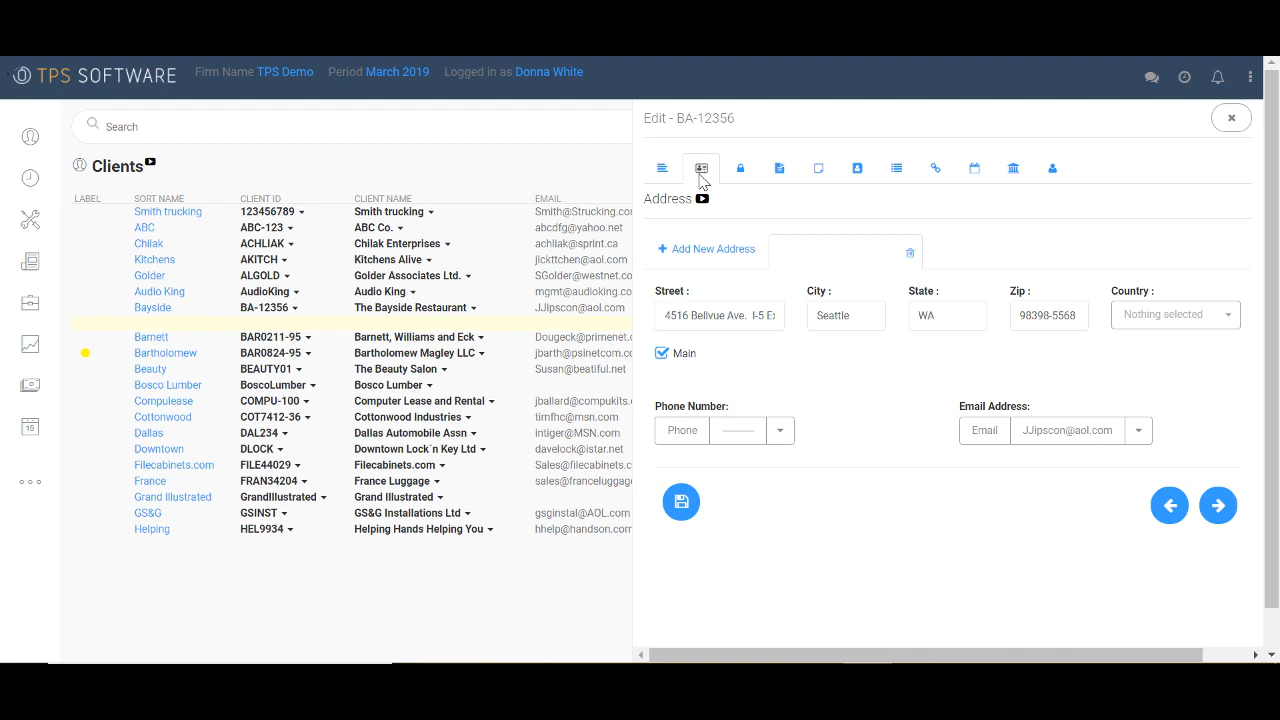 TPS SOFTWARE Firm Name TPS Demo Period March 2019 Logged in as Donna White
Search
Clients
LABEL SORT NAME CLIENT ID CLIENT NAME EMAIL
Smith trucking 123456789 Smith trucking Smith@Strucking.co
ABC ABC-123 ABC Co. abcdfg@yahoo.net
Chilak ACHLIAK Chilak Enterprises achliak@sprint.ca
Kitchens AKITCH Kitchens Alive jickttchen@aol.com
Golder ALGOLD Golder Associates Ltd. SGolder@westnet.co
Audio King AudioKing Audio King mgmt@audioking.co
Bayside BA-12356 The Bayside Restaurant JJipscon@aol.com
Barnett BAR0211-95 Barnett, Williams and Eck Dougeck@primenet.
Bartholomew BAR0824-95 Bartholomew Magley LLC jbarth@psinetcom.c
Beauty BEAUTY01 The Beauty Salon Susan@beatiful.net
Bosco Lumber BoscoLumber Bosco Lumber
Compulease COMPU-100 Computer Lease and Rental jballard@compukits.
Cottonwood COT7412-36 Cottonwood Industries timfhc@msn.com
Dallas DAL234 Dallas Automobile Assn intiger@MSN.com
Downtown DLOCK Downtown Lock`n Key Ltd davelock@istar.net
Filecabinets.com FILE44029 Filecabinets.com Sales@filecabinets.c
France FRAN34204 France Luggage sales@franceluggag
Grand Illustrated GrandIllustrated Grand Illustrated
GS&G GSINST GS&G Installations Ltd gsginstal@AOL.com
Helping HEL9934 Helping Hands Helping You hhelp@handson.com
15
Edit - BA-12356
Address
Add New Address
Street : City : State : Zip : Country :
4516 Bellvue Ave. I-5 Ex Seattle WA 98398-5568 Nothing selected
Main
Phone Number: Email Address:
Phone Email JJipscon@aol.com